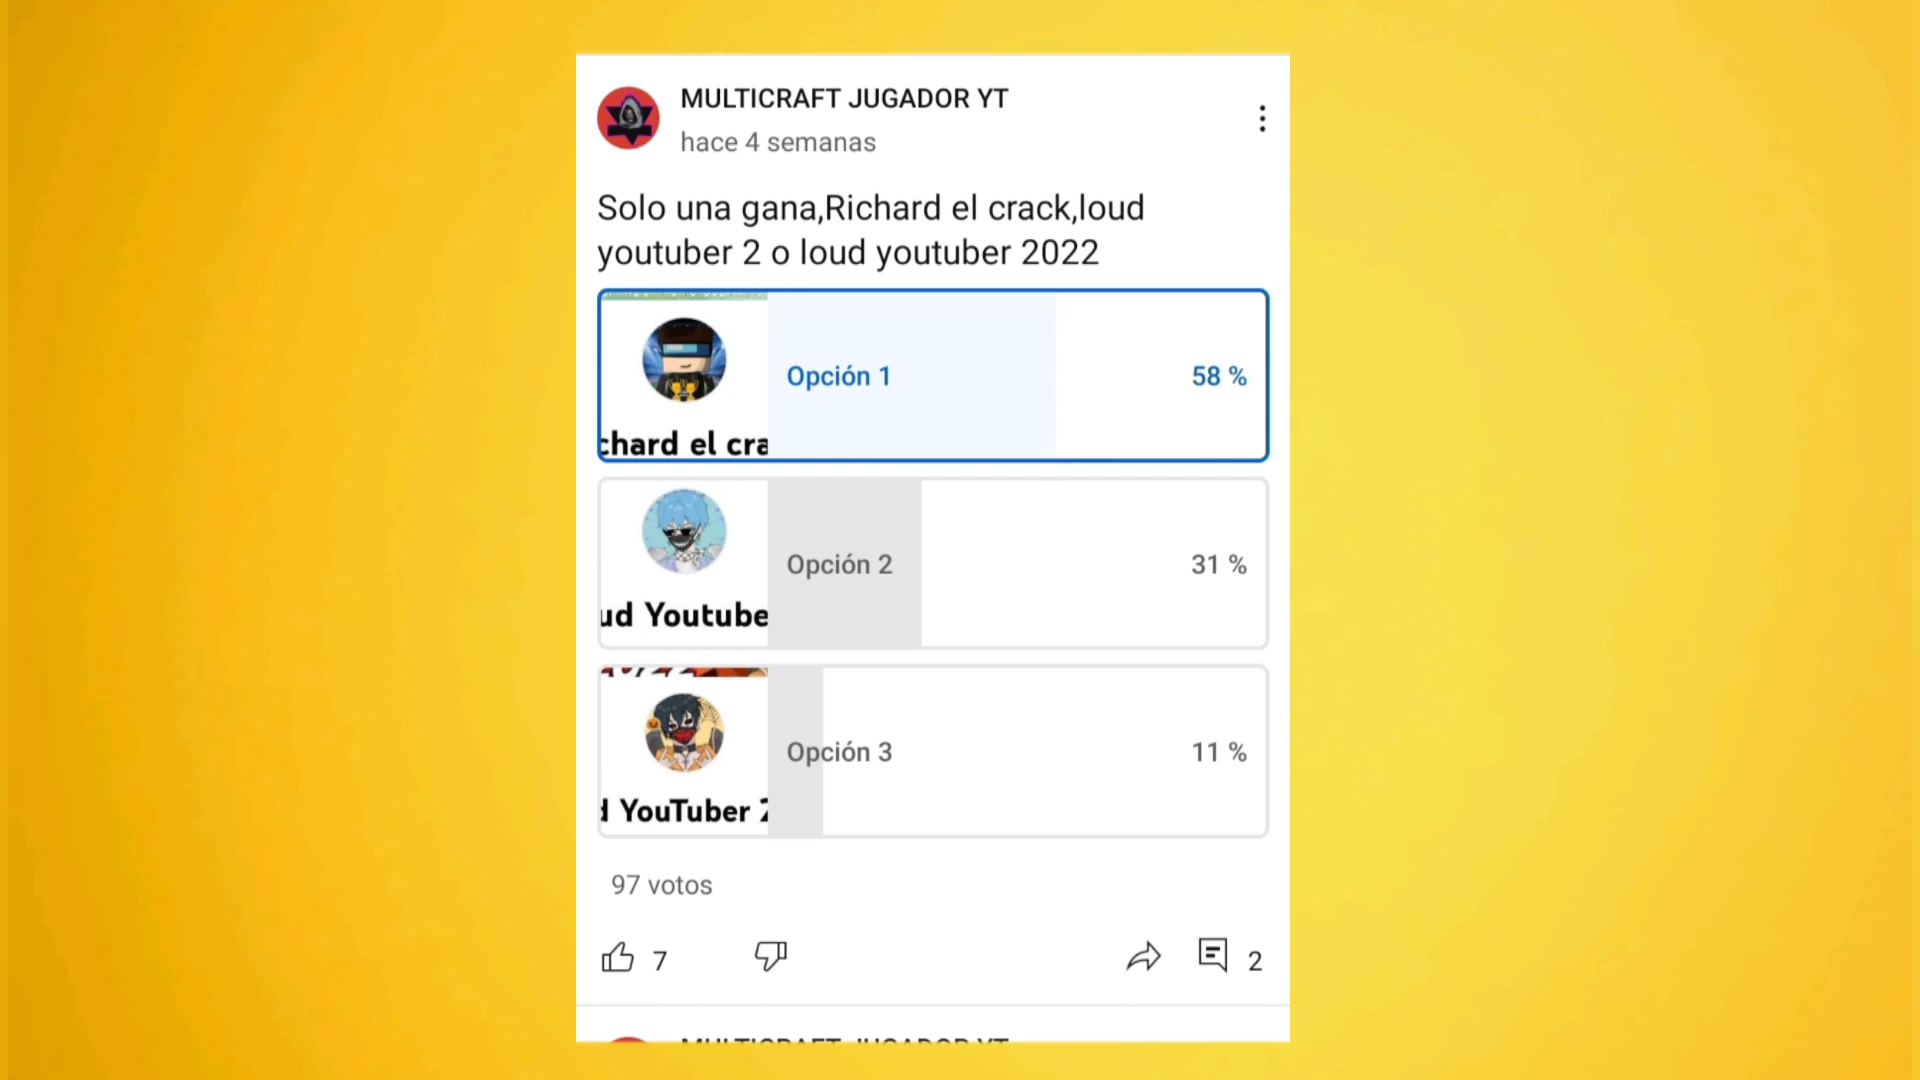 MULTICRAFT JUGADOR YT
hace 4 semanas
Solo una gana,Richard el crack,loud
youtuber 2 o loud youtuber 2022
Opción 1
58 %
chard el cra
Opción 2
31 %
ud Youtube
Opción 3
11 %
d YouTuber 2
97 votos
7
2
MULTICRAFT JUGADOR YT